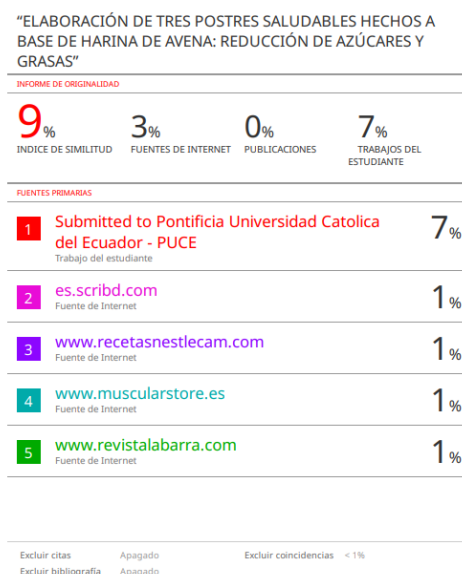 “ELABORACIÓN DE TRES POSTRES SALUDABLES HECHOS A
BASE DE HARINA DE AVENA: REDUCCIÓN DE AZÚCARES Y
GRASAS”
INFORME DE ORIGINALIDAD
9% 3% 0% 7%
INDICE DE SIMILITUD FUENTES DE INTERNET PUBLICACIONES TRABAJOS DEL
ESTUDIANTE
FUENTES PRIMARIAS
1 Submitted to Pontificia Universidad Catolica 7%
del Ecuador - PUCE
Trabajo del estudiante
2 es.scribd.com 1%
Fuente de Internet
3 www.recetasnestlecam.com 1%
Fuente de Internet
4 www.muscularstore.es 1%
Fuente de Internet
5 www.revistalabarra.com 1%
Fuente de Internet
Excluir citas Apagado Excluir coincidencias < 1%
Excluir bibliografía Apagado